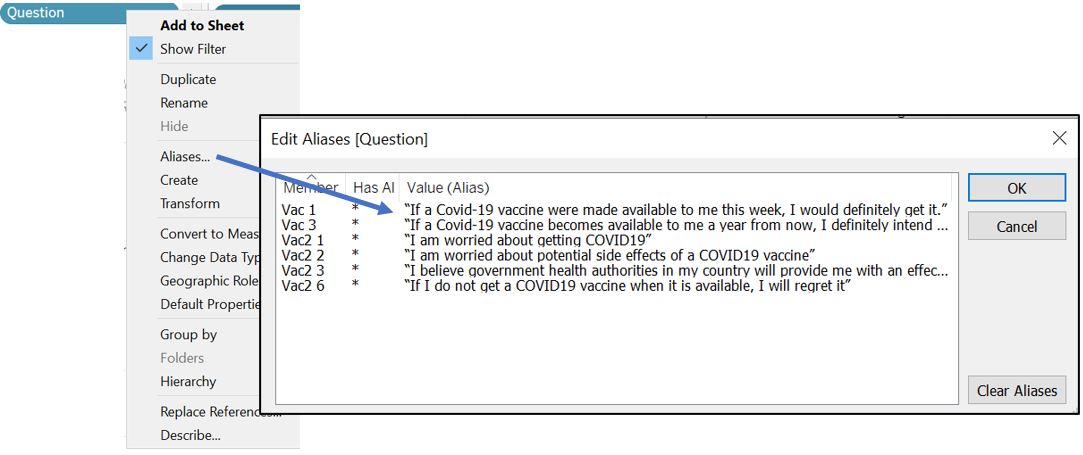 Question
Add to Sheet
Show Filter
Duplicate
Rename
Hide
Aliases...
Create
Transform
Convert to Meas
Change Data Typ
Geographic Role
Default Propertie
Group by
Folders
Hierarchy
Replace References...
Describe...
Edit Aliases [Question]
Member Has Al Value (Alias)
Vac 1 * “If a Covid-19 vaccine were made available to me this week, I would definitely get it.”
Vac 3 * “If a Covid-19 vaccine becomes available to me a year from now, I definitely intend ...
Vac2 1 * “I am worried about getting COVID19”
Vac2 2 * “I am worried about potential side effects of a COVID19 vaccine”
Vac2 3 * “I believe government health authorities in my country will provide me with an effec...
Vac2 6 * “If I do not get a COVID19 vaccine when it is available, I will regret it”
OK
Cancel
Clear Aliases